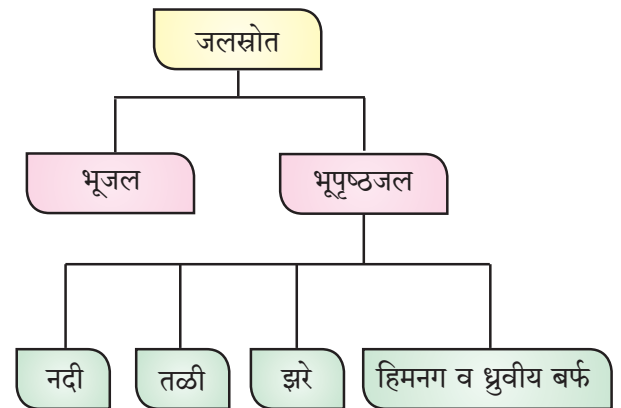 जलस्रोत
भूजल
भूपृष्ठजल
नदी
तळी
झरे
हिमनग व ध्रुवीय बर्फ